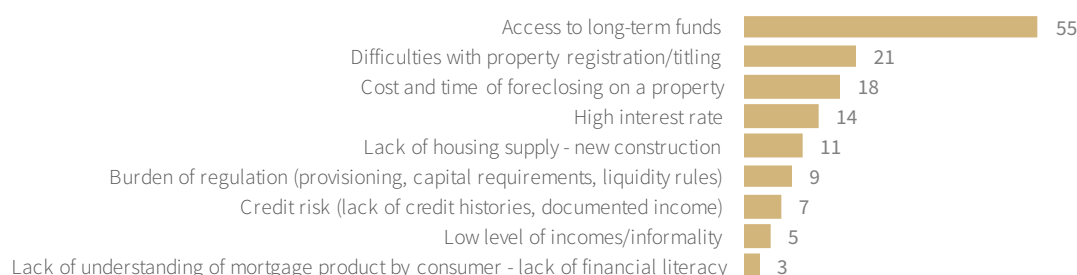 Access to long-term funds 55
Difficulties with property registration/titling 21
Cost and time of foreclosing on a property 18
High interest rate 14
Lack of housing supply - new construction 11
Burden of regulation (provisioning, capital requirements, liquidity rules) 9
Credit risk (lack of credit histories, documented income) 7
Low level of incomes/informality 5
Lack of understanding of mortgage product by consumer - lack of financial literacy 3